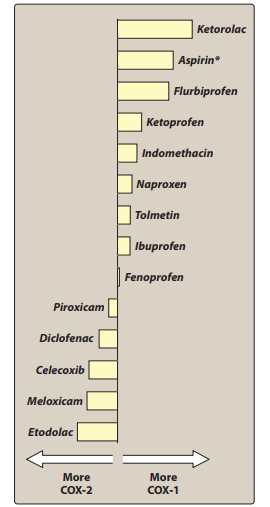 Ketorolac
Aspirin*
Flurbiprofen
Ketoprofen
Indomethacin
Naproxen
Tolmetin
Ibuprofen
Fenoprofen
Piroxicam
Diclofenac
Celecoxib
Meloxicam
Etodolac
More
COX-2
More
COX-1